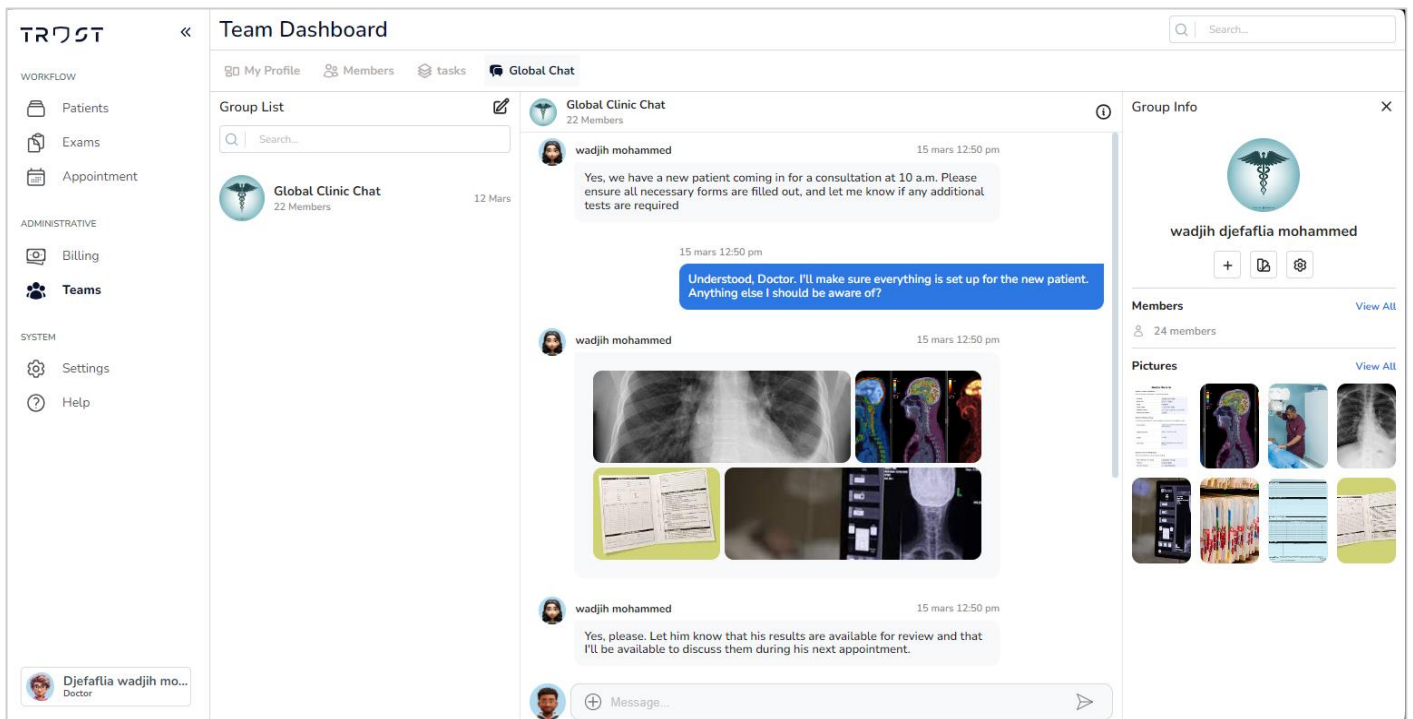 TRUST
«
Team Dashboard
Search...
WORKFLOW
Patients
Exams
Appointment
ADMINISTRATIVE
Billing
Teams
SYSTEM
Settings
Help
Djefaflia wadjih mo...
Doctor
My Profile
Members
tasks
Global Chat
Group List
Search...
Global Clinic Chat
22 Members
12 Mars
Global Clinic Chat
22 Members
wadjih mohammed
15 mars 12:50 pm
Yes, we have a new patient coming in for a consultation at 10 a.m. Please
ensure all necessary forms are filled out, and let me know if any additional
tests are required
15 mars 12:50 pm
Understood, Doctor. I'll make sure everything is set up for the new patient.
Anything else I should be aware of?
wadjih mohammed
15 mars 12:50 pm
L
wadjih mohammed
15 mars 12:50 pm
Yes, please. Let him know that his results are available for review and that
I'll be available to discuss them during his next appointment.
Message...
Group Info
wadjih djefaflia mohammed
Members
View All
24 members
Pictures
View All